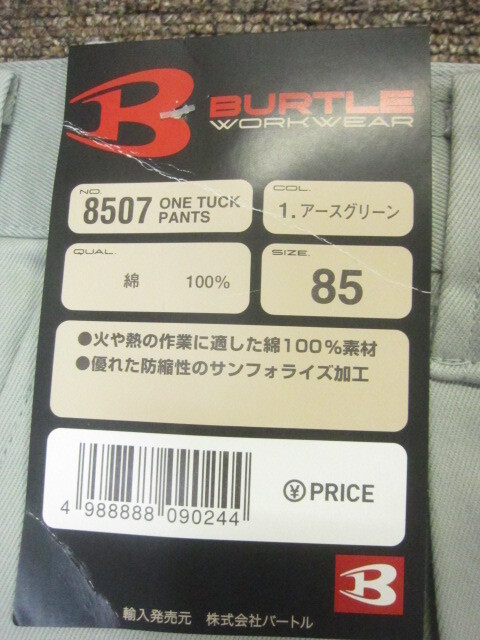 BURTLE
WORKWEAR
NO.
8507 ONE TUCK PANTS
COL.
1.アースグリーン
QUAL.
綿 100%
SIZE.
85
●火や熱の作業に適した綿100%素材
●優れた防縮性のサンフォライズ加工
4 988888 090244
¥ PRICE
輸入発売元 株式会社バートル